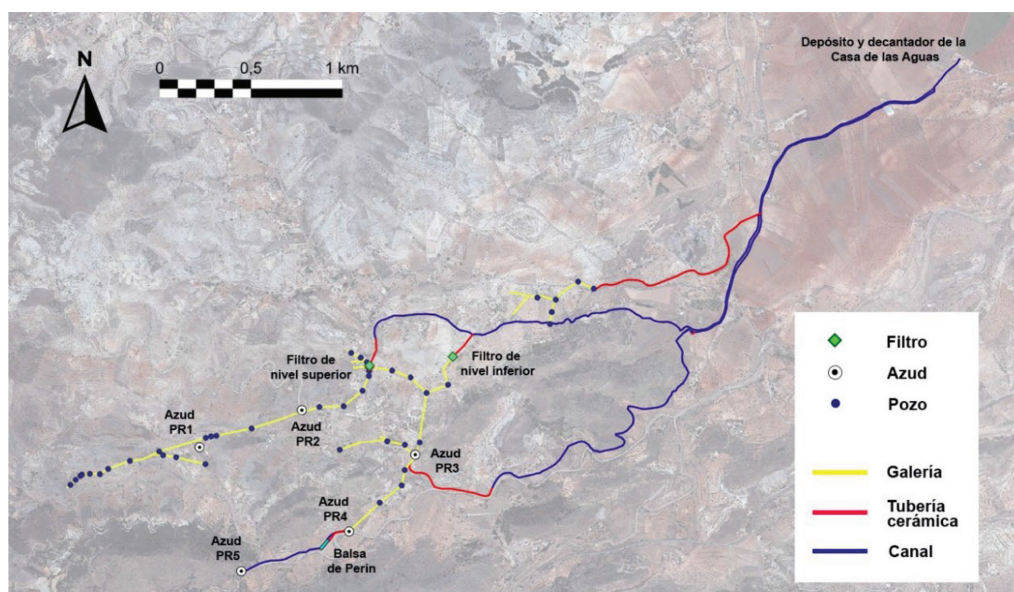 Depósito y decantador de la
Casa de las Aguas
N
0 0,5 1 km
Filtro de
nivel superior
Filtro de
nivel inferior
Azud
PR1
Azud
PR2
Azud
PR3
Azud
PR4
Azud
PR5
Balsa
de Perin
Filtro
Azud
Pozo
Galería
Tubería
cerámica
Canal